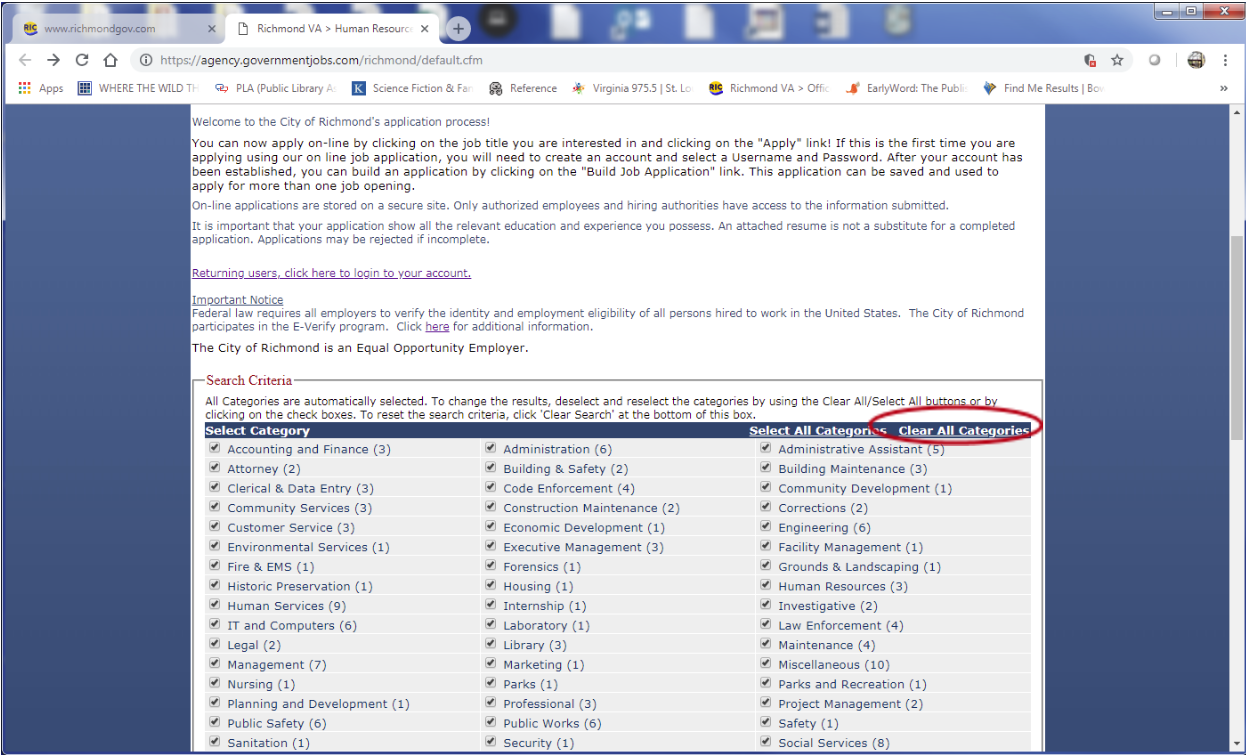 www.richmondgov.com
Richmond VA > Human Resource
https://agency.governmentjobs.com/richmond/default.cfm
Apps WHERE THE WILD TH PLA (Public Library A Science Fiction & Fan Reference Virginia 975.5 | St. Lo RIC Richmond VA > Offic EarlyWord: The Publi Find Me Results | Bov »
Welcome to the City of Richmond's application process!
You can now apply on-line by clicking on the job title you are interested in and clicking on the "Apply" link! If this is the first time you are
applying using our on line job application, you will need to create an account and select a Username and Password. After your account has
been established, you can build an application by clicking on the "Build Job Application" link. This application can be saved and used to
apply for more than one job opening.
On-line applications are stored on a secure site. Only authorized employees and hiring authorities have access to the information submitted.
It is important that your application show all the relevant education and experience you possess. An attached resume is not a substitute for a completed
application. Applications may be rejected if incomplete.
Returning users, click here to login to your account.
Important Notice
Federal law requires all employers to verify the identity and employment eligibility of all persons hired to work in the United States. The City of Richmond
participates in the E-Verify program. Click here for additional information.
The City of Richmond is an Equal Opportunity Employer.
Search Criteria
All Categories are automatically selected. To change the results, deselect and reselect the categories by using the Clear All/Select All buttons or by
clicking on the check boxes. To reset the search criteria, click 'Clear Search' at the bottom of this box.
Select Category Select All Categories Clear All Categories
Accounting and Finance (3) Administration (6) Administrative Assistant (5)
Attorney (2) Building & Safety (2) Building Maintenance (3)
Clerical & Data Entry (3) Code Enforcement (4) Community Development (1)
Community Services (3) Construction Maintenance (2) Corrections (2)
Customer Service (3) Economic Development (1) Engineering (6)
Environmental Services (1) Executive Management (3) Facility Management (1)
Fire & EMS (1) Forensics (1) Grounds & Landscaping (1)
Historic Preservation (1) Housing (1) Human Resources (3)
Human Services (9) Internship (1) Investigative (2)
IT and Computers (6) Laboratory (1) Law Enforcement (4)
Legal (2) Library (3) Maintenance (4)
Management (7) Marketing (1) Miscellaneous (10)
Nursing (1) Parks (1) Parks and Recreation (1)
Planning and Development (1) Professional (3) Project Management (2)
Public Safety (6) Public Works (6) Safety (1)
Sanitation (1) Security (1) Social Services (8)